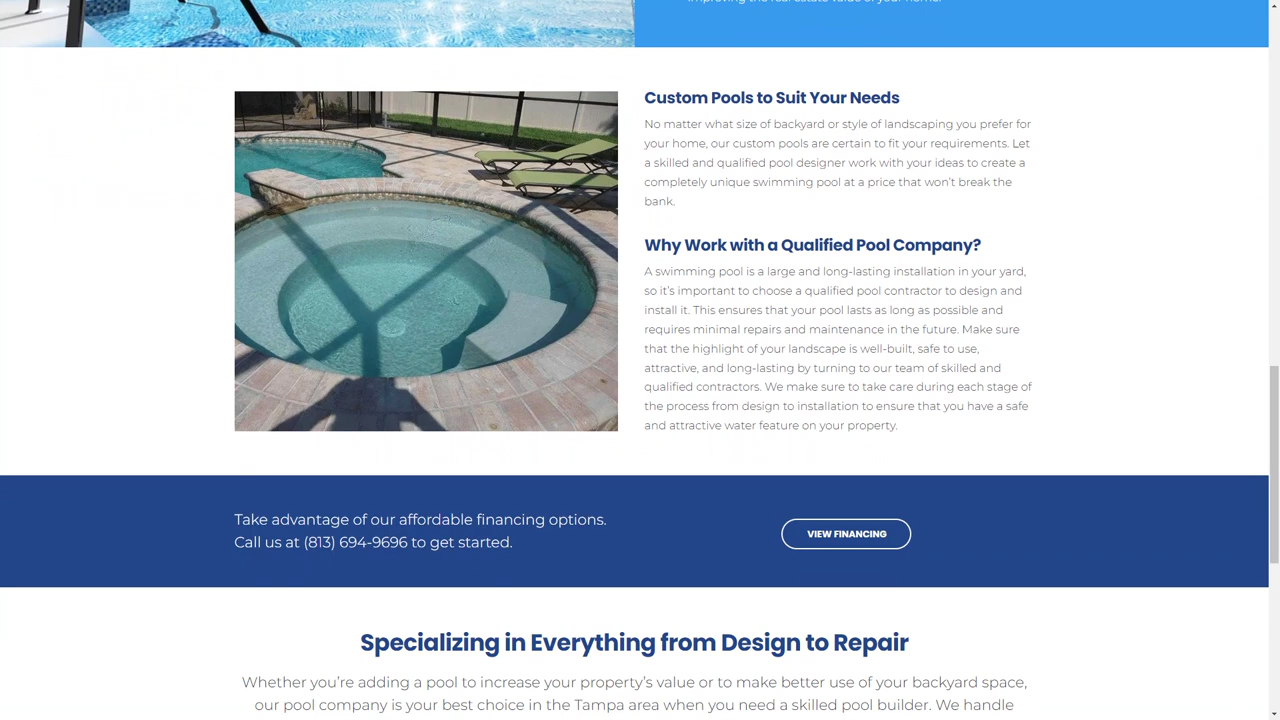 improving the real estate value of your home.
Custom Pools to Suit Your Needs
No matter what size of backyard or style of landscaping you prefer for
your home, our custom pools are certain to fit your requirements. Let
a skilled and qualified pool designer work with your ideas to create a
completely unique swimming pool at a price that won’t break the
bank.
Why Work with a Qualified Pool Company?
A swimming pool is a large and long-lasting installation in your yard,
so it’s important to choose a qualified pool contractor to design and
install it. This ensures that your pool lasts as long as possible and
requires minimal repairs and maintenance in the future. Make sure
that the highlight of your landscape is well-built, safe to use,
attractive, and long-lasting by turning to our team of skilled and
qualified contractors. We make sure to take care during each stage of
the process from design to installation to ensure that you have a safe
and attractive water feature on your property.
Take advantage of our affordable financing options.
Call us at (813) 694-9696 to get started.
VIEW FINANCING
Specializing in Everything from Design to Repair
Whether you’re adding a pool to increase your property’s value or to make better use of your backyard space,
our pool company is your best choice in the Tampa area when you need a skilled pool builder. We handle